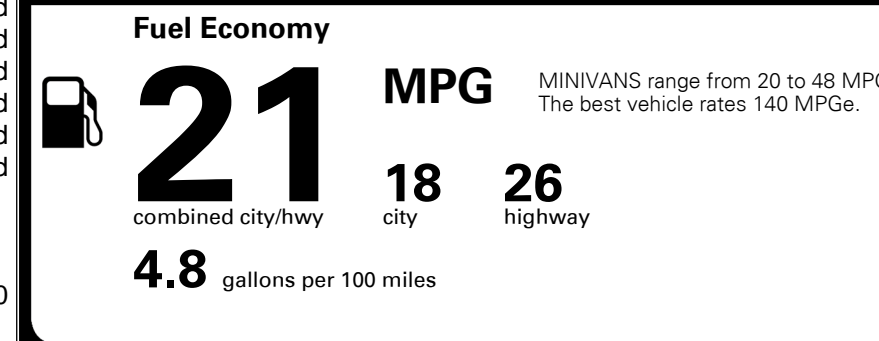 Fuel Economy
21
MPG
MINIVANS range from 20 to 48 MPG
The best vehicle rates 140 MPGe.
18
26
combined city/hwy
city
highway
4.8 gallons per 100 miles